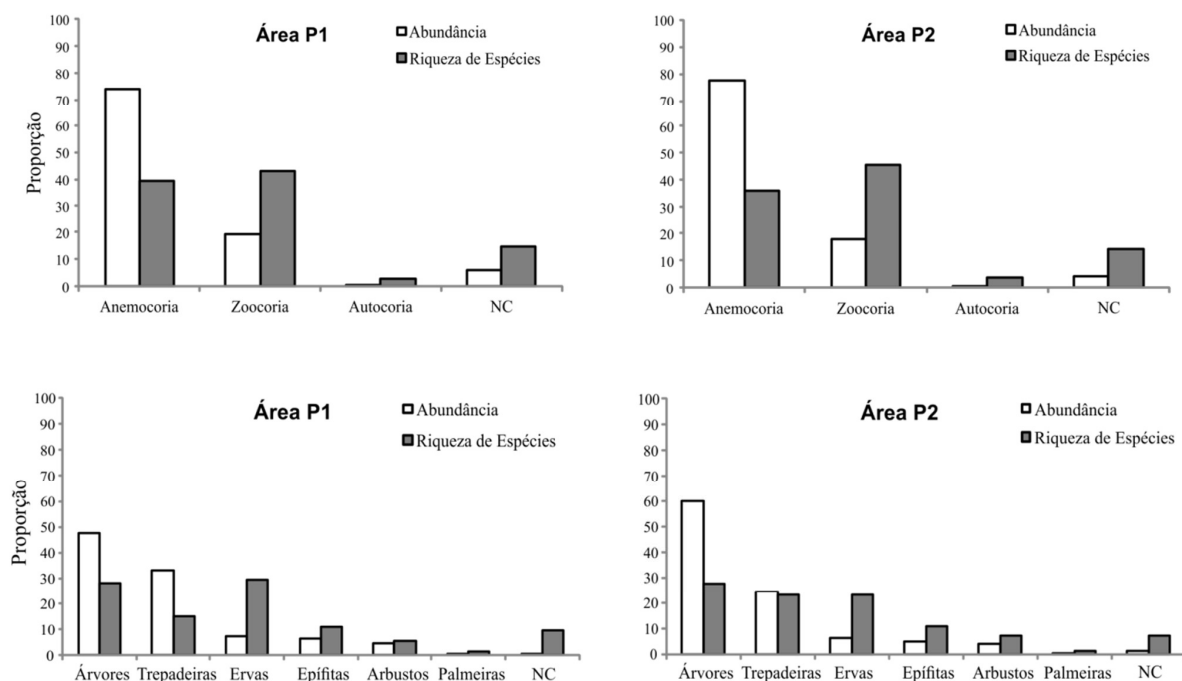 Área P1
Abundância
Riqueza de Espécies
Proporção
100
90
80
70
60
50
40
30
20
10
0
Anemocoria Zoocoria Autocoria NC
Área P2
Abundância
Riqueza de Espécies
100
90
80
70
60
50
40
30
20
10
0
Anemocoria Zoocoria Autocoria NC
Área P1
Abundância
Riqueza de Espécies
Proporção
100
90
80
70
60
50
40
30
20
10
0
Árvores Trepadeiras Ervas Epífitas Arbustos Palmeiras NC
Área P2
Abundância
Riqueza de Espécies
100
90
80
70
60
50
40
30
20
10
0
Árvores Trepadeiras Ervas Epífitas Arbustos Palmeiras NC